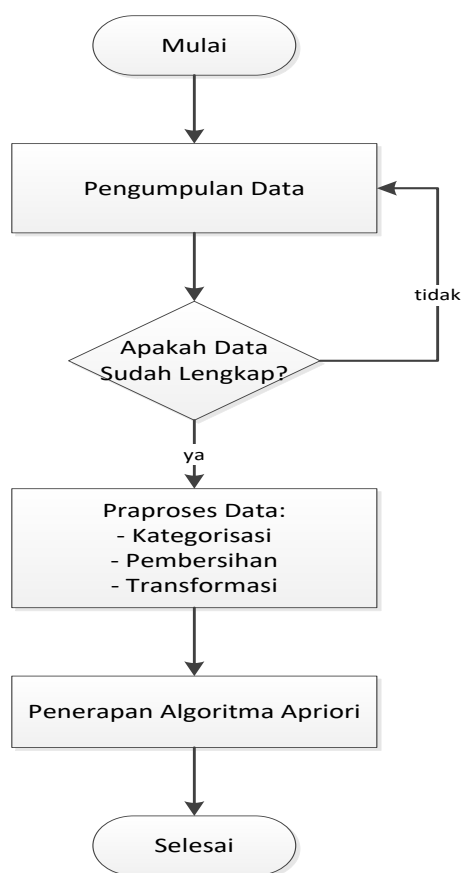 Mulai
Pengumpulan Data
tidak
Apakah Data
Sudah Lengkap?
ya
Praproses Data:
- Kategorisasi
- Pembersihan
- Transformasi
Penerapan Algoritma Apriori
Selesai